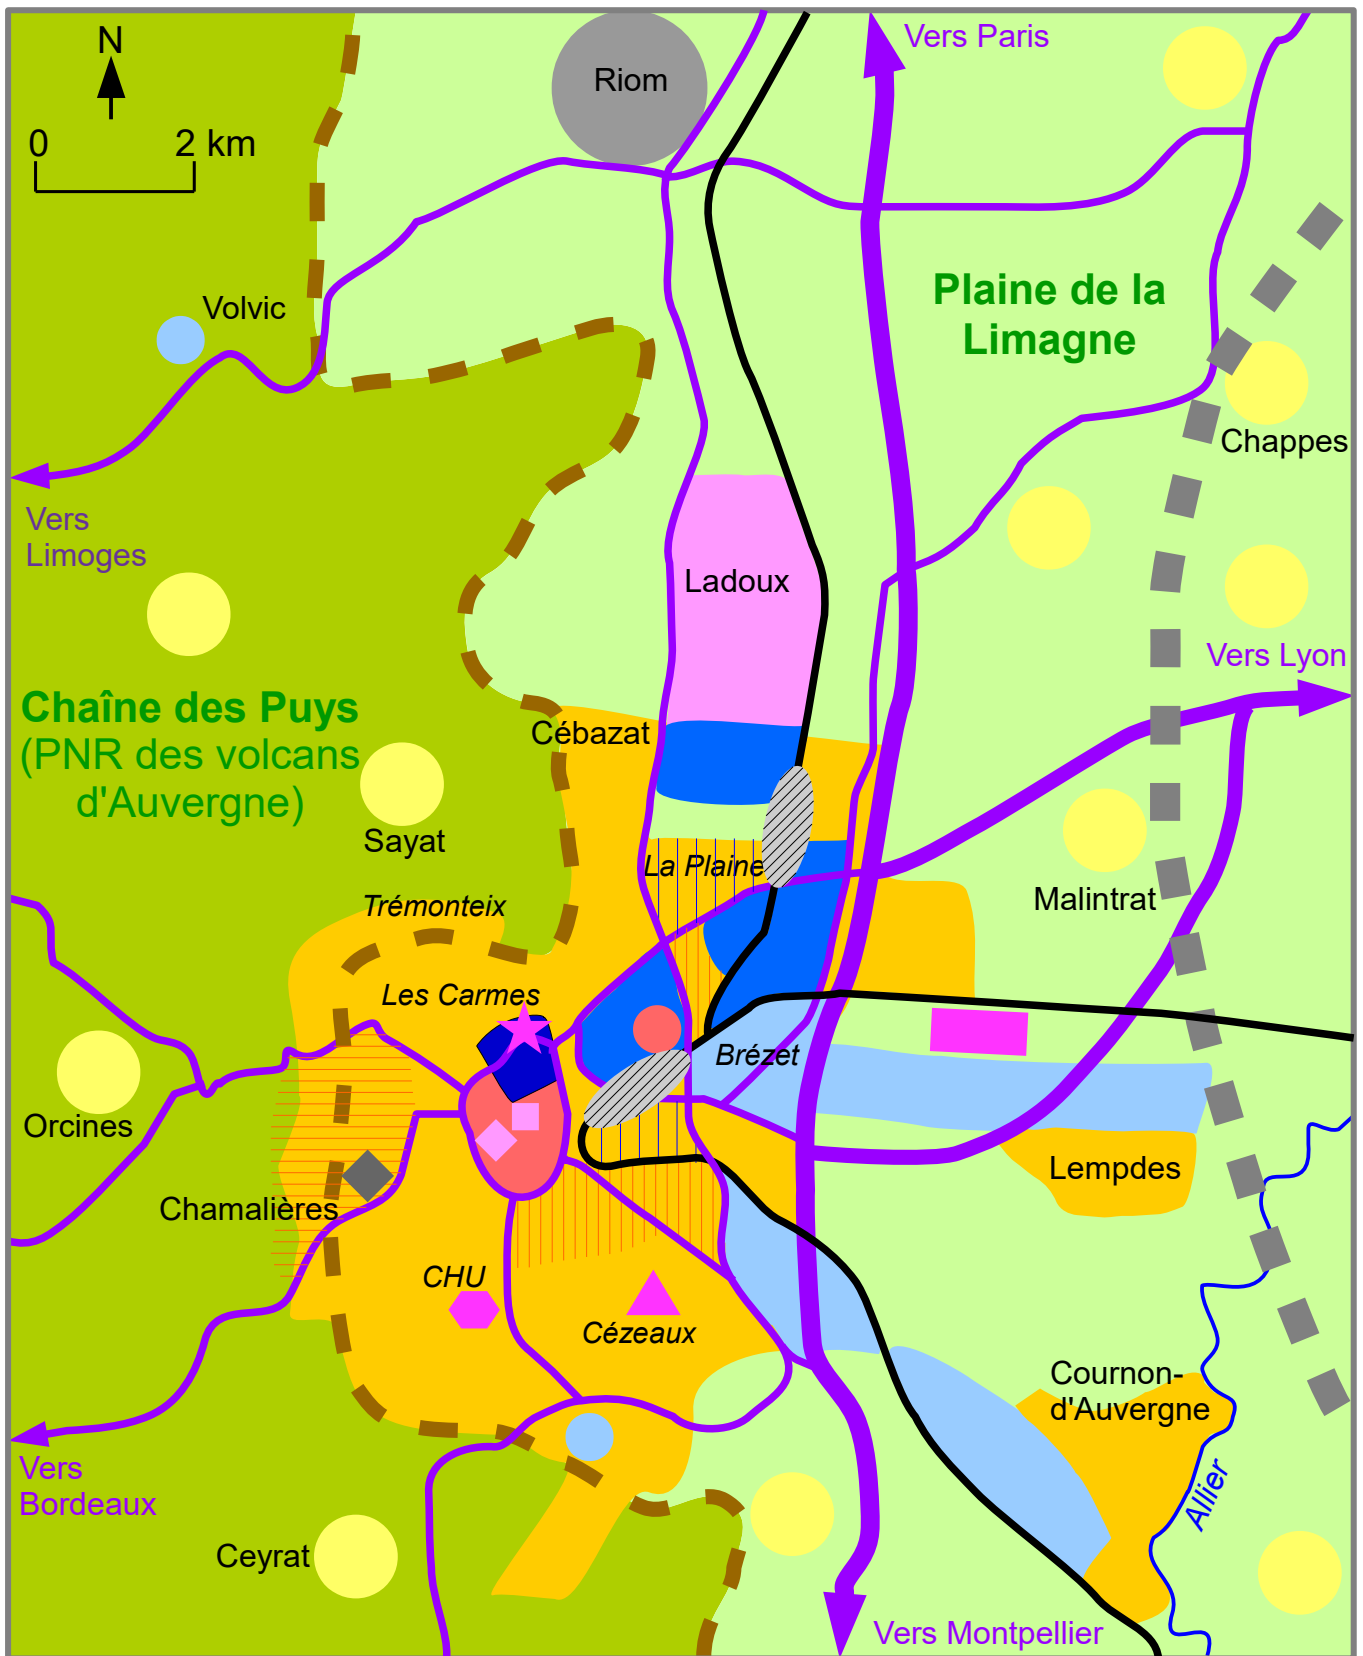 N
Vers Paris
Riom
0 2 km
Volvic
Plaine de la
Limagne
Chappes
Vers
Limoges
Ladoux
Vers Lyon
Chaîne des Puys
(PNR des volcans
d'Auvergne)
Cébazat
Sayat
La Plaine
Malintrat
Trémonteix
Les Carmes
Brézet
Orcines
Lempdes
Chamalières
CHU
Cézeaux
Cournon-
d'Auvergne
Vers
Bordeaux
Allier
Ceyrat
Vers Montpellier